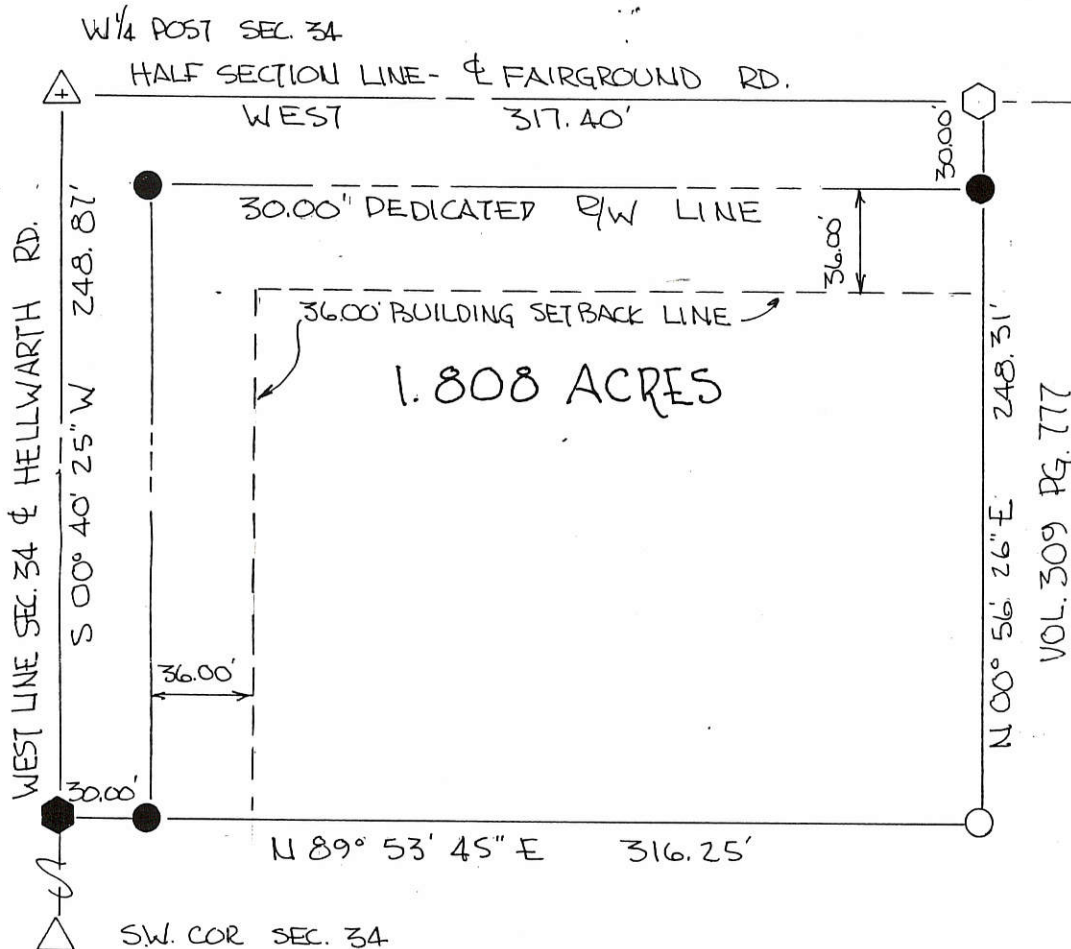 W 1/4 POST SEC. 34
HALF SECTION LINE- ℄ FAIRGROUND RD.
WEST 317.40'
30.00'
30.00" DEDICATED R/W LINE
36.00'
36.00' BUILDING SETBACK LINE
1.808 ACRES
WEST LINE SEC. 34 ℄ HELLWARTH RD.
S 00° 40' 25" W 248.87'
36.00'
30.00'
N 00° 56' 26" E 248.31'
VOL. 309 PG. 777
N 89° 53' 45" E 316.25'
S.W. COR SEC. 34